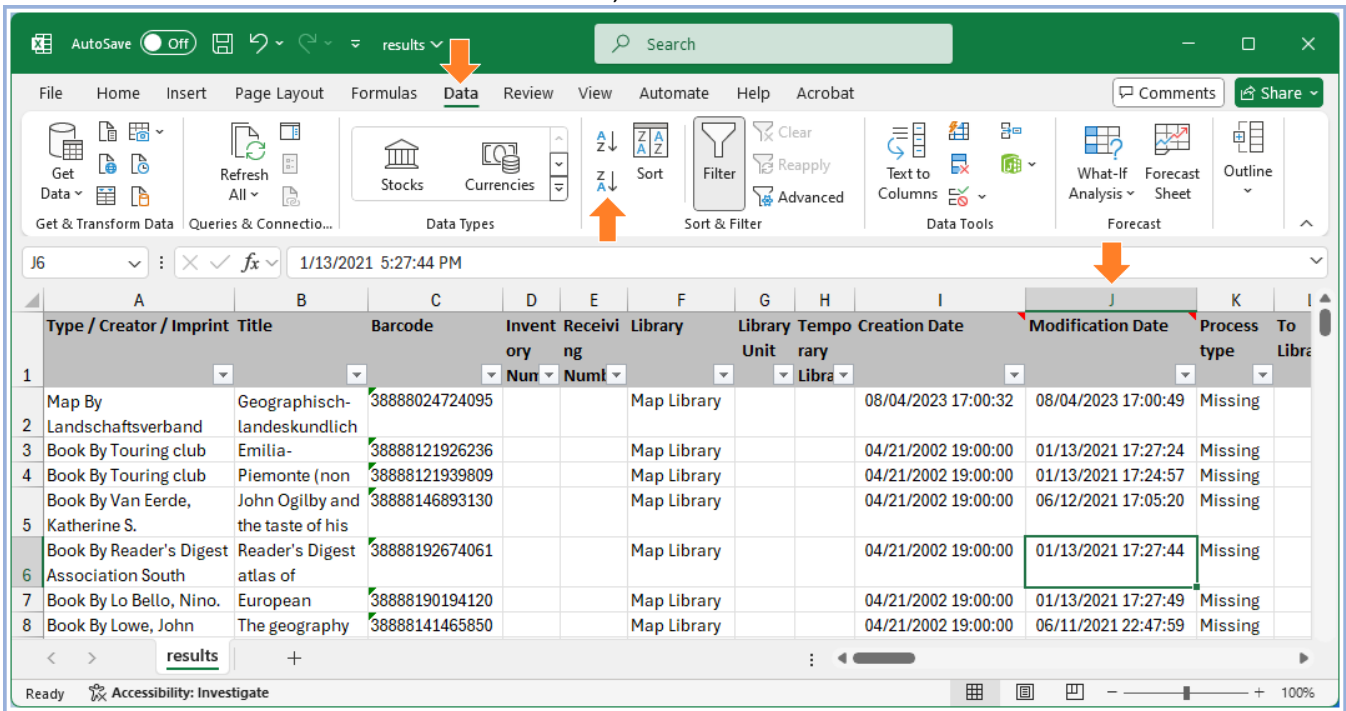 AutoSave Off results Search
File Home Insert Page Layout Formulas Data Review View Automate Help Acrobat Comments Share
Get Data
Refresh All
Stocks Currencies
Sort
Filter
Clear
Reapply
Advanced
Text to Columns
What-If Analysis
Forecast Sheet
Outline
Get & Transform Data Queries & Connectio... Data Types Sort & Filter Data Tools Forecast
J6 fx 1/13/2021 5:27:44 PM
A B C D E F G H I J K
1 Type / Creator / Imprint Title Barcode Invent ory Num Receivi ng Numb Library Library Unit Tempo rary Libra Creation Date Modification Date Process type To Libra
2 Map By Landschaftsverband Geographisch- landeskundlich 38888024724095 Map Library 08/04/2023 17:00:32 08/04/2023 17:00:49 Missing
3 Book By Touring club Emilia- 38888121926236 Map Library 04/21/2002 19:00:00 01/13/2021 17:27:24 Missing
4 Book By Touring club Piemonte (non 38888121939809 Map Library 04/21/2002 19:00:00 01/13/2021 17:24:57 Missing
5 Book By Van Eerde, Katherine S. John Ogilby and the taste of his 38888146893130 Map Library 04/21/2002 19:00:00 06/12/2021 17:05:20 Missing
6 Book By Reader's Digest Association South Reader's Digest atlas of 38888192674061 Map Library 04/21/2002 19:00:00 01/13/2021 17:27:44 Missing
7 Book By Lo Bello, Nino. European 38888190194120 Map Library 04/21/2002 19:00:00 01/13/2021 17:27:49 Missing
8 Book By Lowe, John The geography 38888141465850 Map Library 04/21/2002 19:00:00 06/11/2021 22:47:59 Missing
results
Ready Accessibility: Investigate 100%